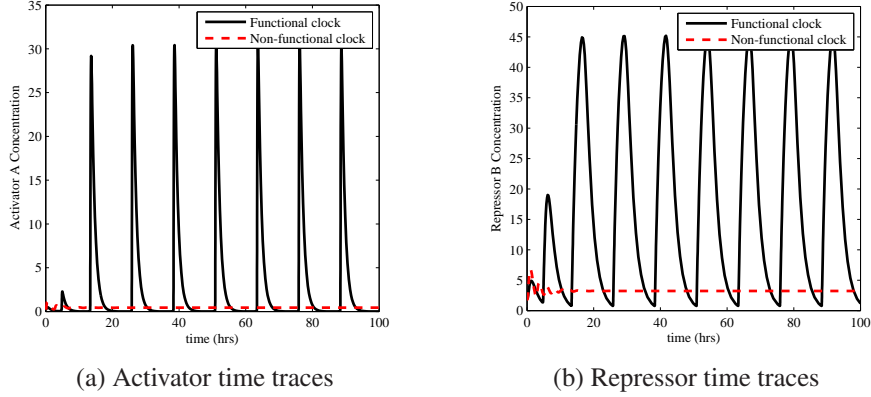 35
30
25
20
15
10
5
0
Activator A Concentration
Functional clock
Non-functional clock
0 20 40 60 80 100
time (hrs)
(a) Activator time traces
50
45
40
35
30
25
20
15
10
5
0
Repressor B Concentration
Functional clock
Non-functional clock
0 20 40 60 80 100
time (hrs)
(b) Repressor time traces